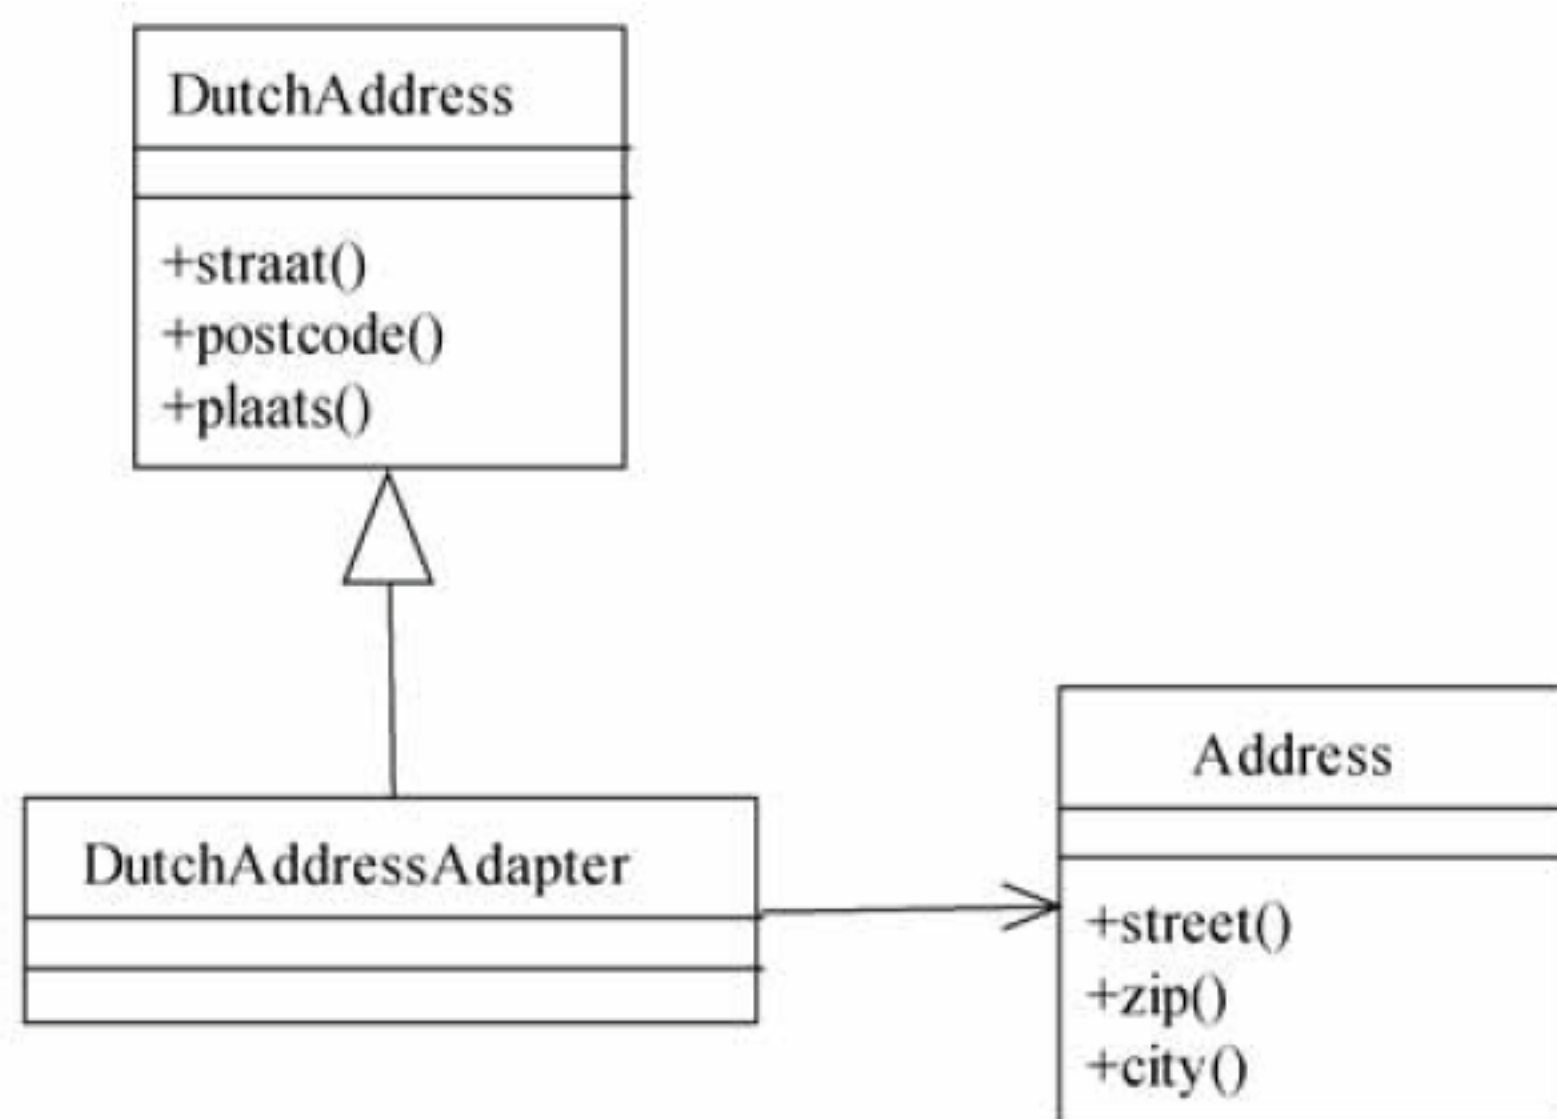 DutchAddress
+straat()
+postcode()
+plaats()
DutchAddressAdapter
Address
+street()
+zip()
+city()